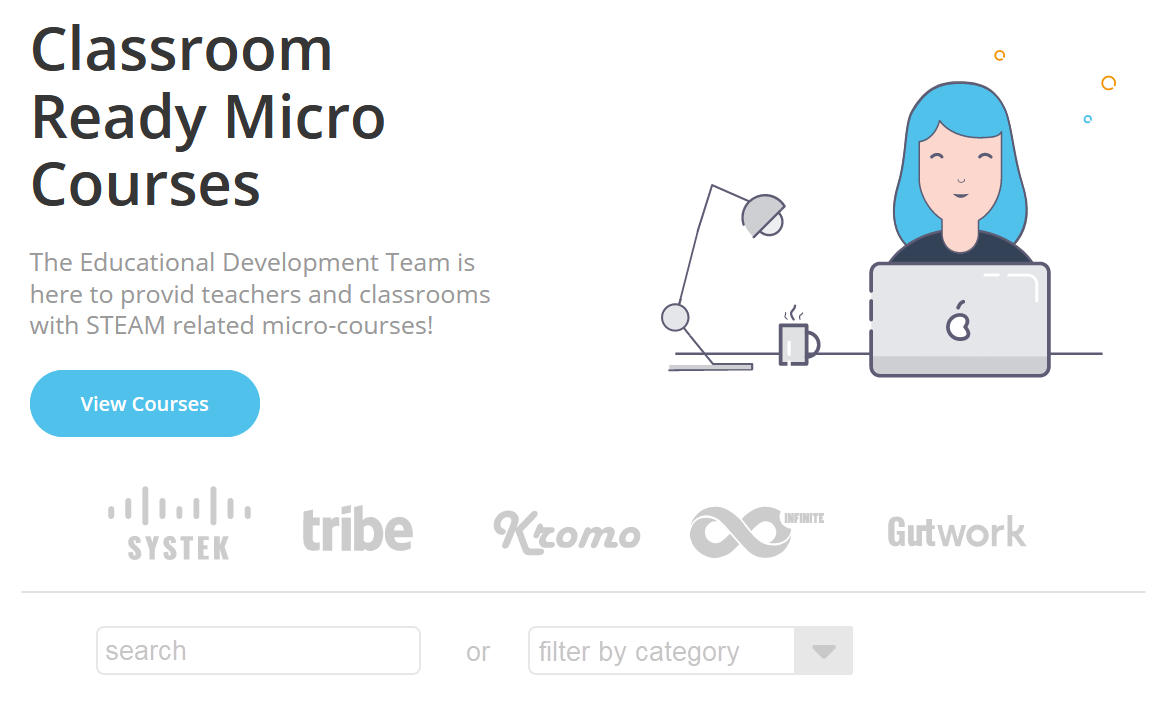 Classroom
Ready Micro
Courses
The Educational Development Team is
here to provid teachers and classrooms
with STEAM related micro-courses!
View Courses
SYSTEK
tribe
Kromo
INFINITE
Gutwork
search
or
filter by category